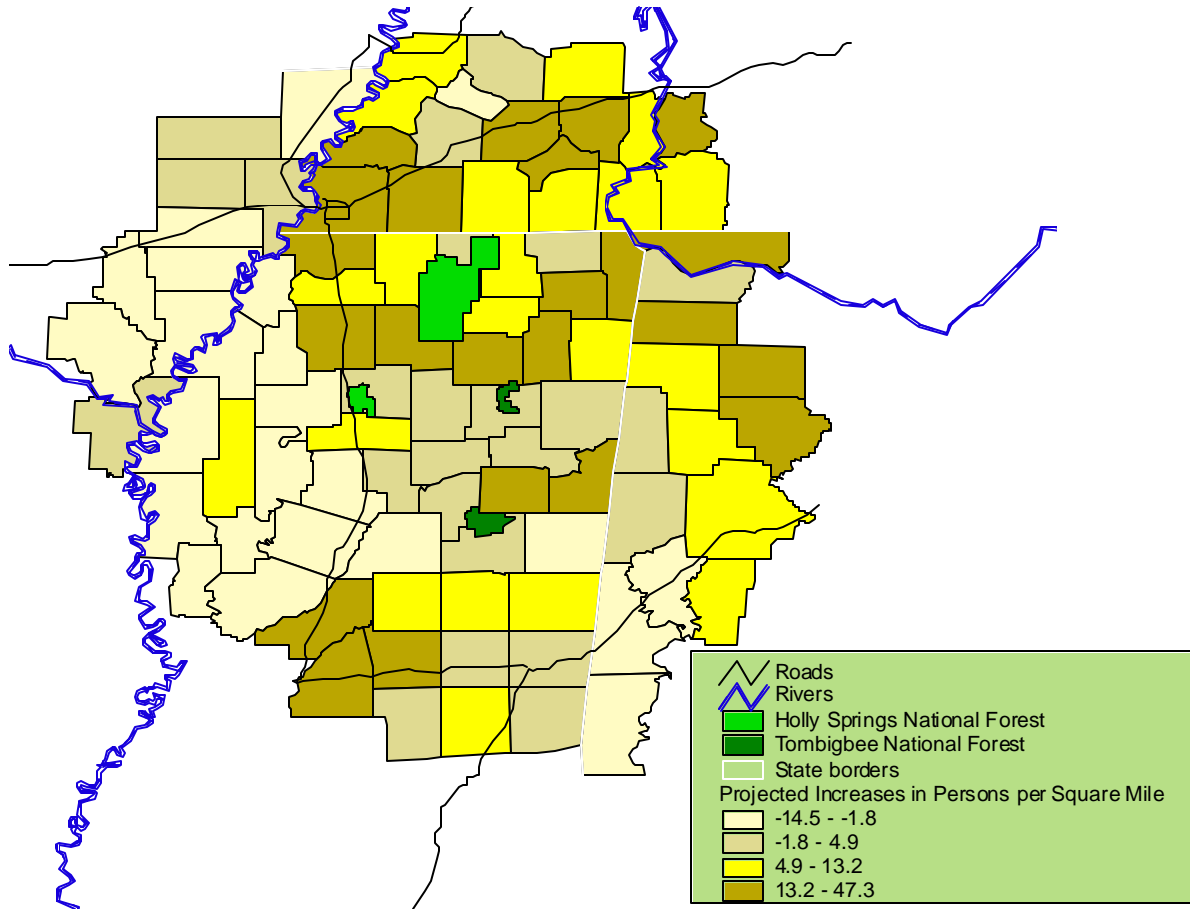 Roads
Rivers
Holly Springs National Forest
Tombigbee National Forest
State borders
Projected Increases in Persons per Square Mile
-14.5 - -1.8
-1.8 - 4.9
4.9 - 13.2
13.2 - 47.3